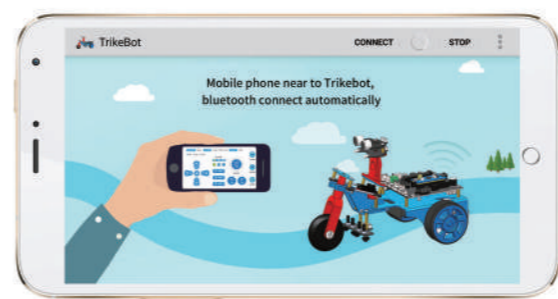 TrikeBot CONNECT STOP
Mobile phone near to Trikebot,
bluetooth connect automatically